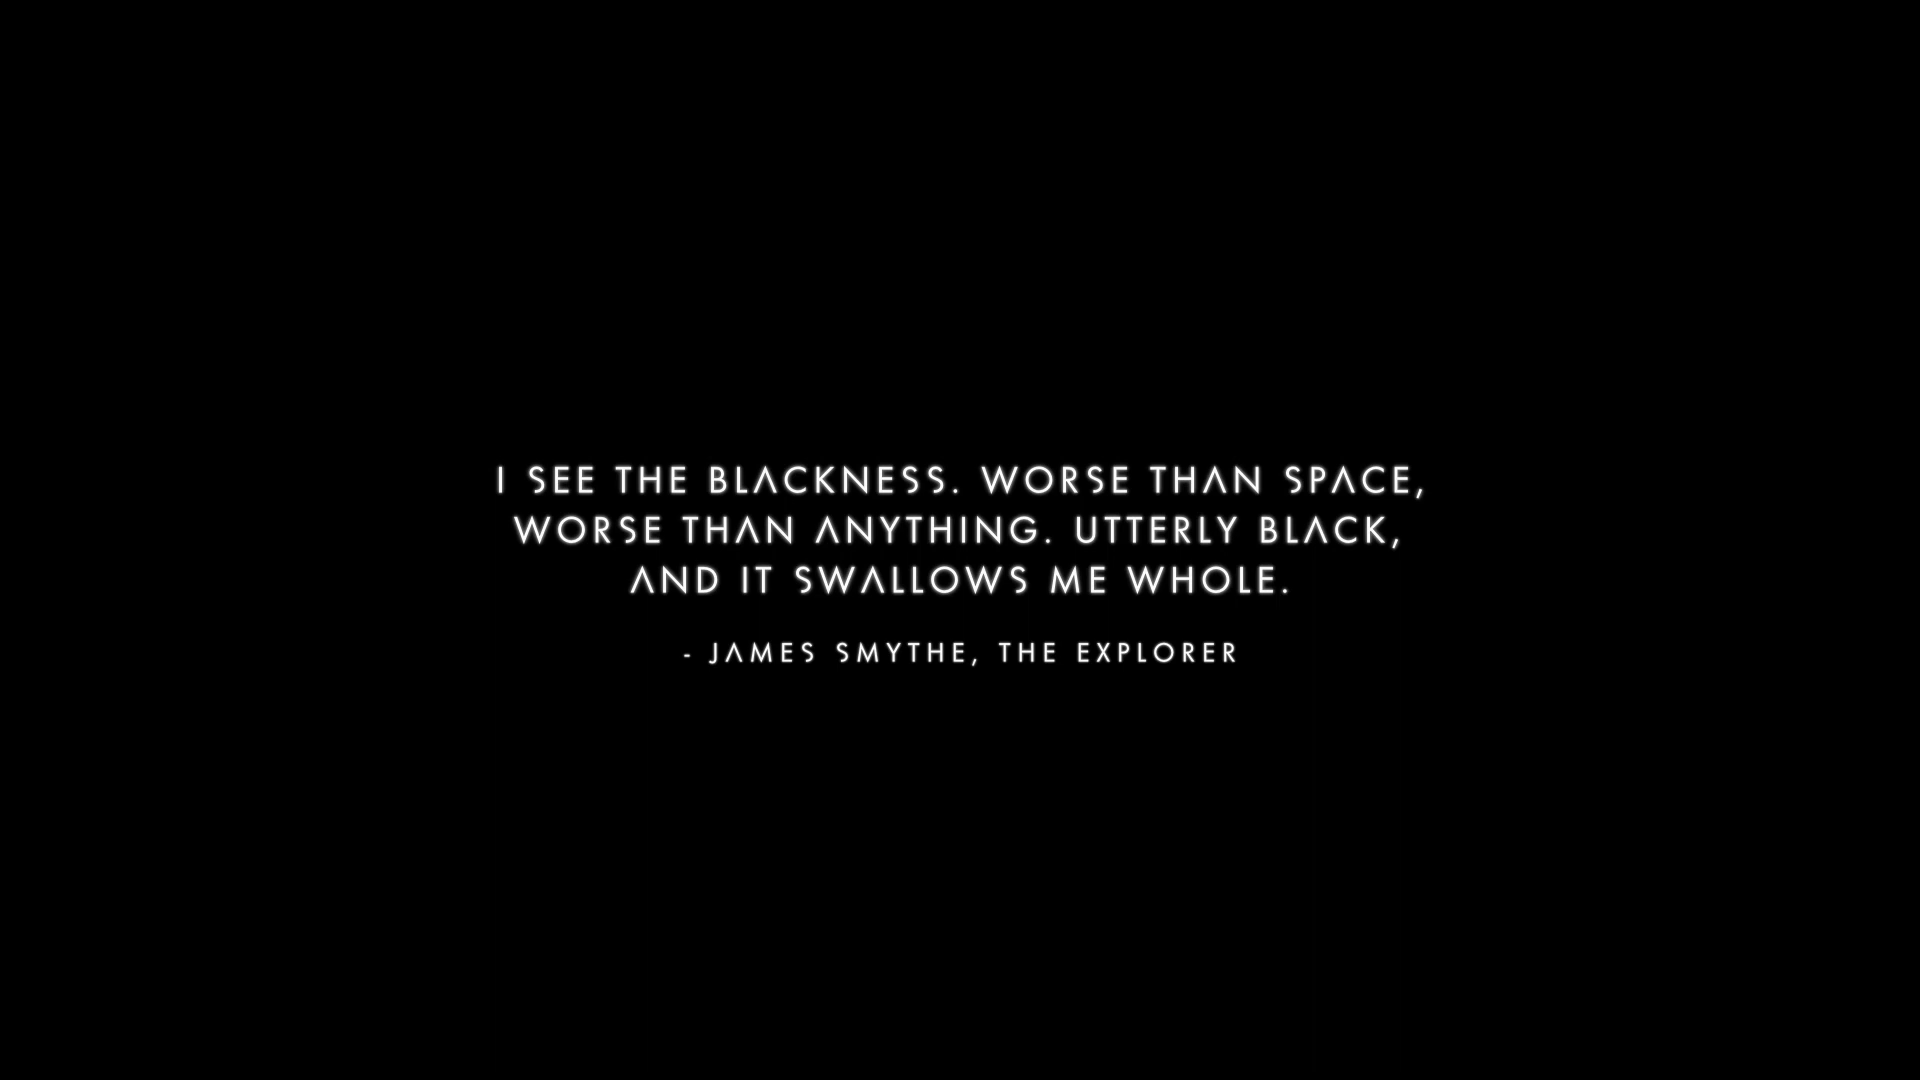 I SEE THE BLACKNESS. WORSE THAN SPACE,
WORSE THAN ANYTHING. UTTERLY BLACK,
AND IT SWALLOWS ME WHOLE.
- JAMES SMYTHE, THE EXPLORER